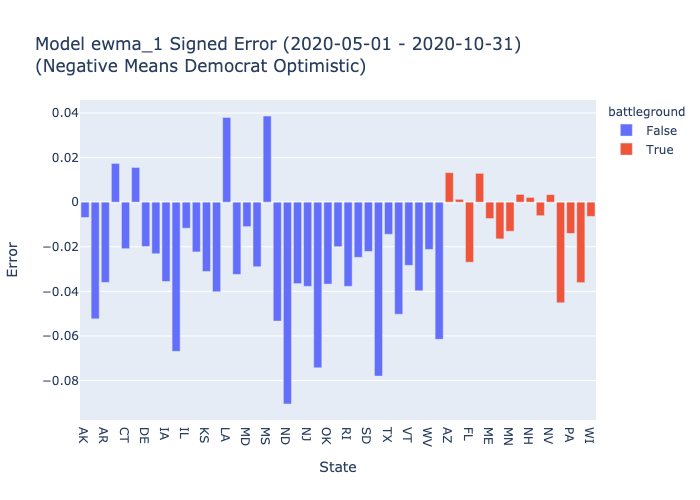 Model ewma_1 Signed Error (2020-05-01 - 2020-10-31)
(Negative Means Democrat Optimistic)
battleground
False
True
0.04
0.02
0
−0.02
−0.04
−0.06
−0.08
Error
AK AR CT DE IA IL KS LA MD MS ND NJ OK RI SD TX VT WV AZ FL ME MN NH NV PA WI
State